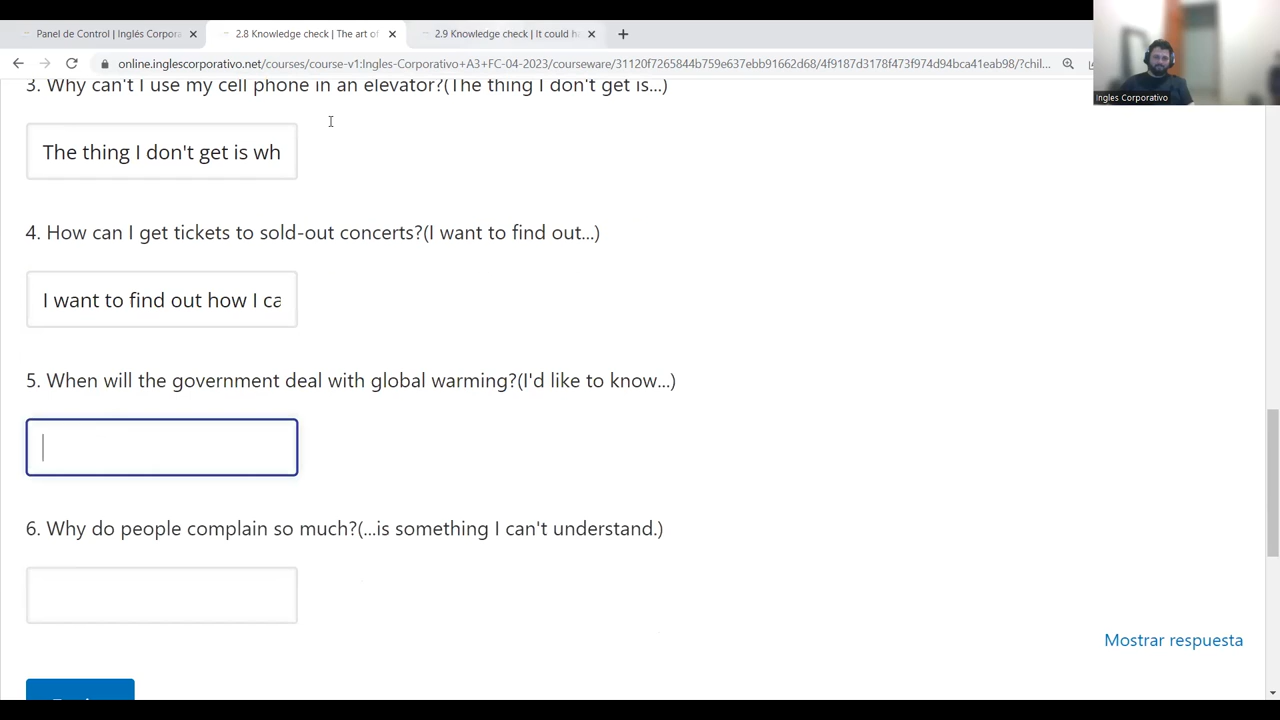 Panel de Control | Inglés Corpora
2.8 Knowledge check | The art of
2.9 Knowledge check | It could h
online.inglescorporativo.net/courses/course-v1:Ingles-Corporativo+A3+FC-04-2023/courseware/31120f7265844b759e637ebb91662d68/4f9187d3178f473f974d94bca41eab98/?chil...
Ingles Corporativo
3. Why can't I use my cell phone in an elevator?(The thing I don't get is...)
The thing I don't get is wh
4. How can I get tickets to sold-out concerts?(I want to find out...)
I want to find out how I ca
5. When will the government deal with global warming?(I'd like to know...)
6. Why do people complain so much?(...is something I can't understand.)
Mostrar respuesta